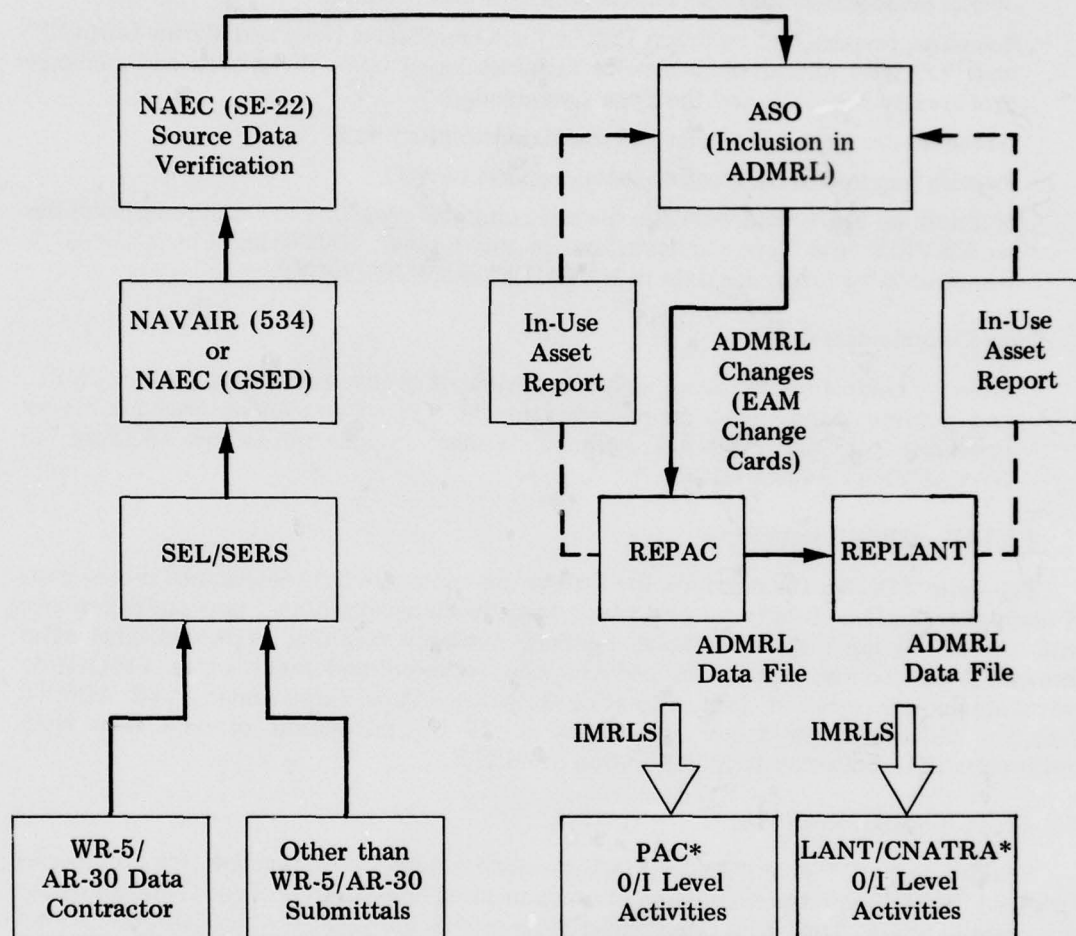 NAEC (SE-22)
Source Data
Verification
ASO
(Inclusion in
ADMRL)
NAVAIR (534)
or
NAEC (GSED)
In-Use
Asset
Report
ADMRL
Changes
(EAM
Change
Cards)
In-Use
Asset
Report
SEL/SERS
REPAC
REPLANT
ADMRL
Data File
ADMRL
Data File
IMRLS
IMRLS
WR-5/
AR-30 Data
Contractor
Other than
WR-5/AR-30
Submittals
PAC*
0/I Level
Activities
LANT/CNATRA*
0/I Level
Activities